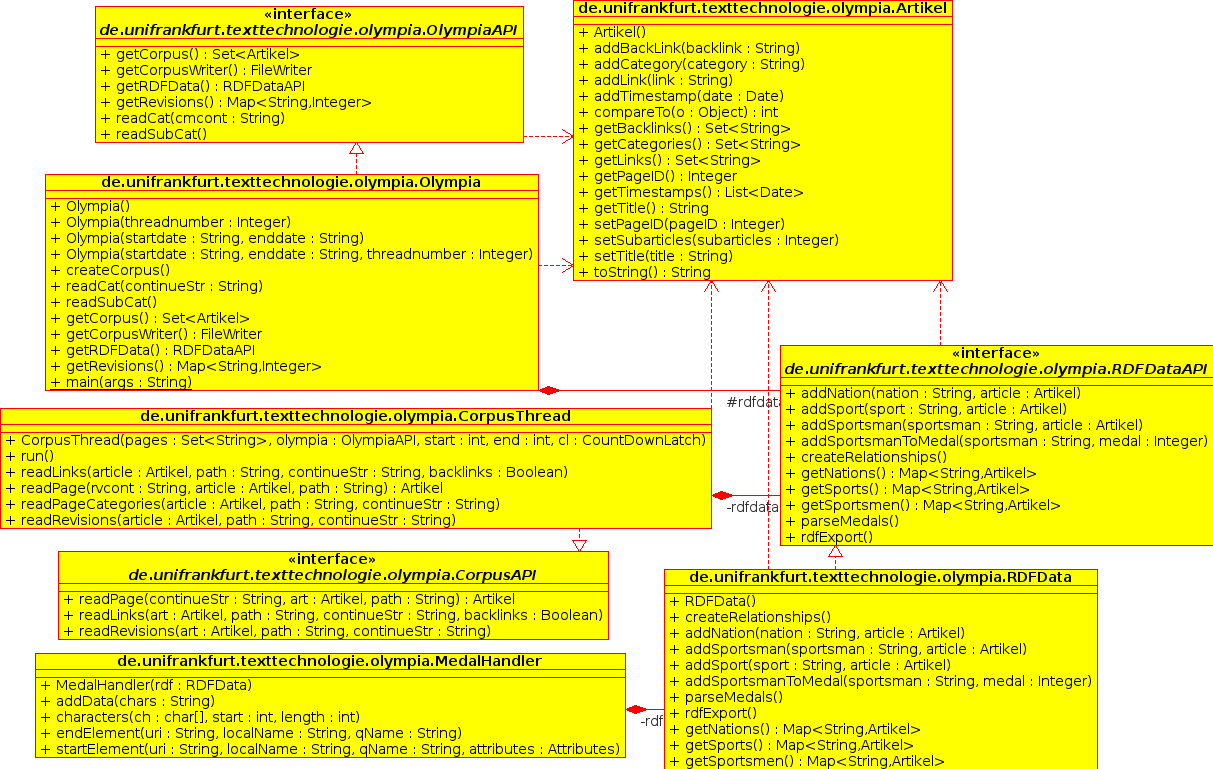 «interface»
de.unifrankfurt.texttechnologie.olympia.OlympiaAPI
+ getCorpus() : Set<Artikel>
+ getCorpusWriter() : FileWriter
+ getRDFData() : RDFDataAPI
+ getRevisions() : Map<String,Integer>
+ readCat(cmcont : String)
+ readSubCat()
de.unifrankfurt.texttechnologie.olympia.Artikel
+ Artikel()
+ addBackLink(backlink : String)
+ addCategory(category : String)
+ addLink(link : String)
+ addTimestamp(date : Date)
+ compareTo(o : Object) : int
+ getBacklinks() : Set<String>
+ getCategories() : Set<String>
+ getLinks() : Set<String>
+ getPageID() : Integer
+ getTimestamps() : List<Date>
+ getTitle() : String
+ setPageID(pageID : Integer)
+ setSubarticles(subarticles : Integer)
+ setTitle(title : String)
+ toString() : String
de.unifrankfurt.texttechnologie.olympia.Olympia
+ Olympia()
+ Olympia(threadnumber : Integer)
+ Olympia(startdate : String, enddate : String)
+ Olympia(startdate : String, enddate : String, threadnumber : Integer)
+ createCorpus()
+ readCat(continueStr : String)
+ readSubCat()
+ getCorpus() : Set<Artikel>
+ getCorpusWriter() : FileWriter
+ getRDFData() : RDFDataAPI
+ getRevisions() : Map<String,Integer>
+ main(args : String)
#rdfdata
«interface»
de.unifrankfurt.texttechnologie.olympia.RDFDataAPI
+ addNation(nation : String, article : Artikel)
+ addSport(sport : String, article : Artikel)
+ addSportsman(sportsman : String, article : Artikel)
+ addSportsmanToMedal(sportsman : String, medal : Integer)
+ createRelationships()
+ getNations() : Map<String,Artikel>
+ getSports() : Map<String,Artikel>
+ getSportsmen() : Map<String,Artikel>
+ parseMedals()
+ rdfExport()
de.unifrankfurt.texttechnologie.olympia.CorpusThread
+ CorpusThread(pages : Set<String>, olympia : OlympiaAPI, start : int, end : int, cl : CountDownLatch)
+ run()
+ readLinks(article : Artikel, path : String, continueStr : String, backlinks : Boolean)
+ readPage(rvcont : String, article : Artikel, path : String) : Artikel
+ readPageCategories(article : Artikel, path : String, continueStr : String)
+ readRevisions(article : Artikel, path : String, continueStr : String)
-rdfdata
«interface»
de.unifrankfurt.texttechnologie.olympia.CorpusAPI
+ readPage(continueStr : String, art : Artikel, path : String) : Artikel
+ readLinks(art : Artikel, path : String, continueStr : String, backlinks : Boolean)
+ readRevisions(art : Artikel, path : String, continueStr : String)
de.unifrankfurt.texttechnologie.olympia.MedalHandler
+ MedalHandler(rdf : RDFData)
+ addData(chars : String)
+ characters(ch : char[], start : int, length : int)
+ endElement(uri : String, localName : String, qName : String)
+ startElement(uri : String, localName : String, qName : String, attributes : Attributes)
-rdf
de.unifrankfurt.texttechnologie.olympia.RDFData
+ RDFData()
+ createRelationships()
+ addNation(nation : String, article : Artikel)
+ addSportsman(sportsman : String, article : Artikel)
+ addSport(sport : String, article : Artikel)
+ addSportsmanToMedal(sportsman : String, medal : Integer)
+ parseMedals()
+ rdfExport()
+ getNations() : Map<String,Artikel>
+ getSports() : Map<String,Artikel>
+ getSportsmen() : Map<String,Artikel>